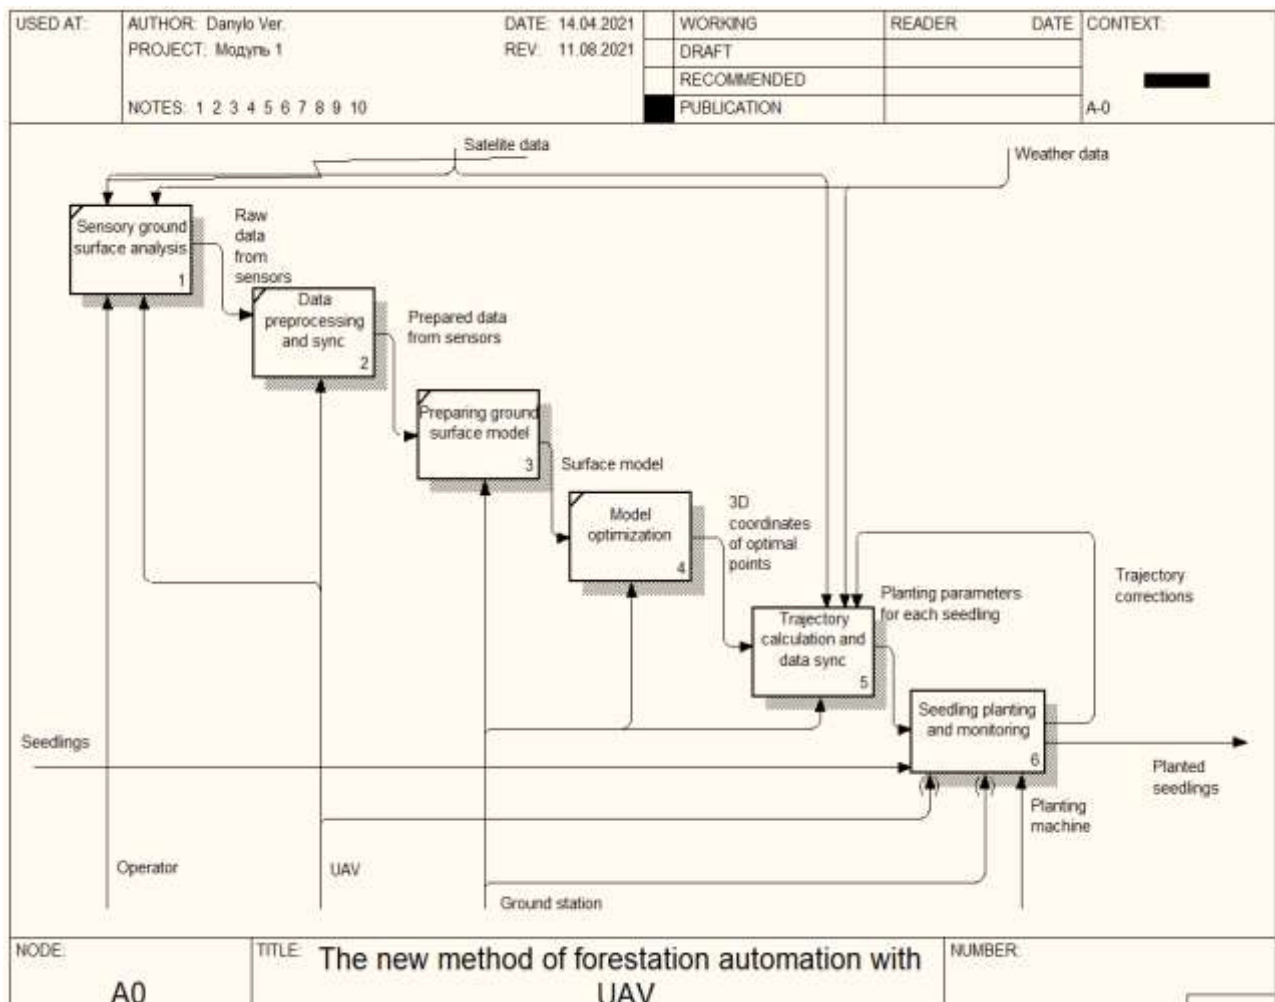 USED AT:
AUTHOR: Danylo Ver.
DATE: 14.04.2021
PROJECT: Модуль 1
REV: 11.08.2021
NOTES: 1 2 3 4 5 6 7 8 9 10
WORKING
DRAFT
RECOMMENDED
PUBLICATION
READER
DATE
CONTEXT:
A-0
Satelite data
Weather data
Sensory ground
surface analysis
1
Raw
data
from
sensors
Data
preprocessing
and sync
2
Prepared data
from sensors
Preparing ground
surface model
3
Surface model
Model
optimization
4
3D
coordinates
of optimal
points
Trajectory
calculation and
data sync
5
Planting parameters
for each seedling
Trajectory
corrections
Seedling planting
and monitoring
6
Seedlings
Planted
seedlings
Planting
machine
Operator
UAV
Ground station
NODE:
A0
TITLE:
The new method of forestation automation with
UAV
NUMBER: